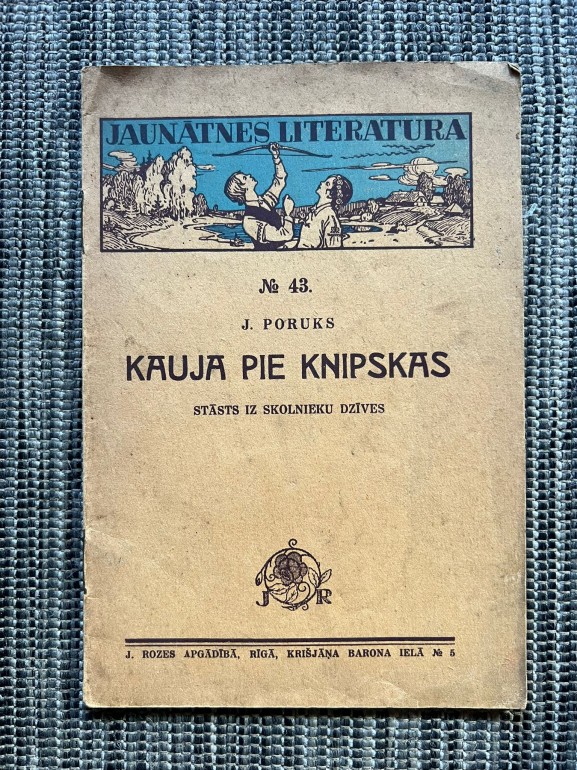 JAUNĀTNES LITERATURA
№ 43.
J. PORUKS
KAUJA PIE KNIPSKAS
STĀSTS IZ SKOLNIEKU DZĪVES
J R
J. ROZES APGĀDĪBĀ, RĪGĀ, KRIŠJĀŅA BARONA IELĀ № 5